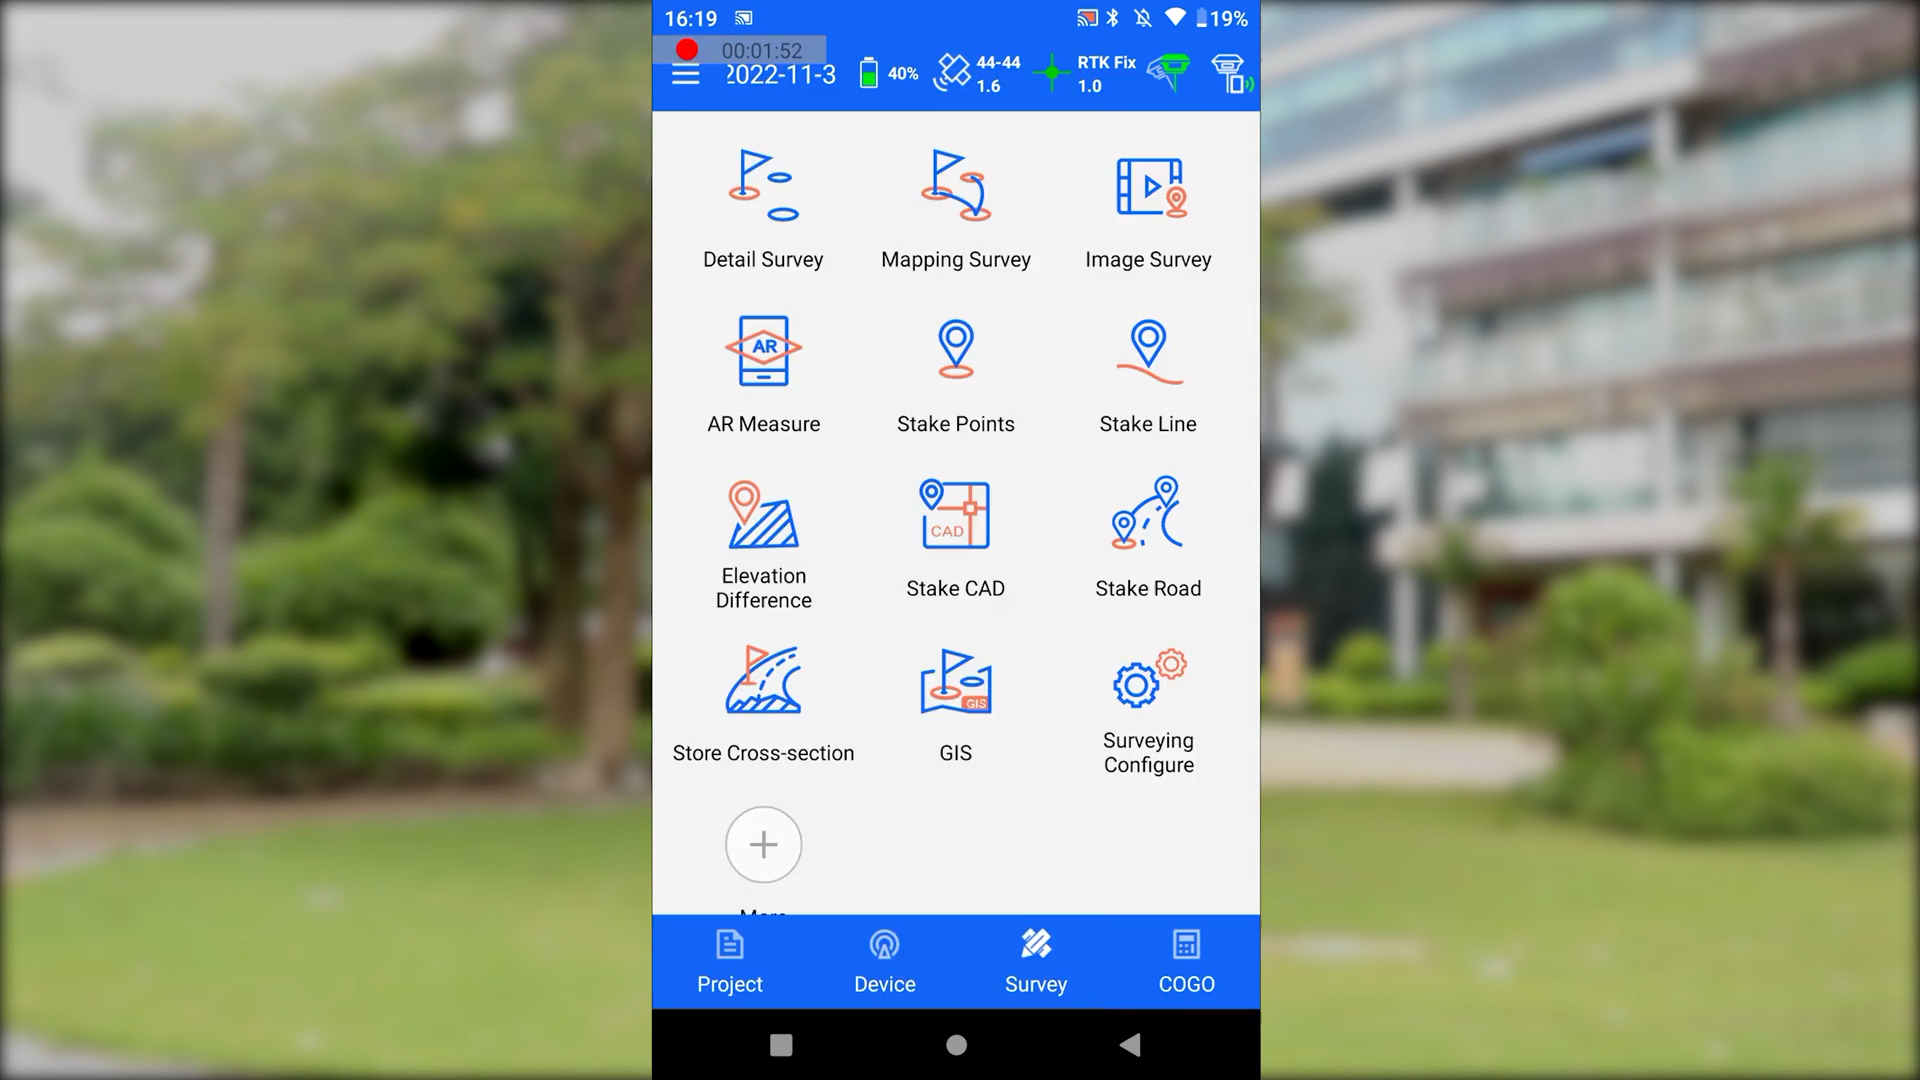 16:19
19%
00:01:52
2022-11-3
40%
44-44
1.6
RTK Fix
1.0
Detail Survey
Mapping Survey
Image Survey
AR
AR Measure
Stake Points
Stake Line
Elevation
Difference
CAD
Stake CAD
Stake Road
Store Cross-section
GIS
GIS
Surveying
Configure
More
Project
Device
Survey
COGO